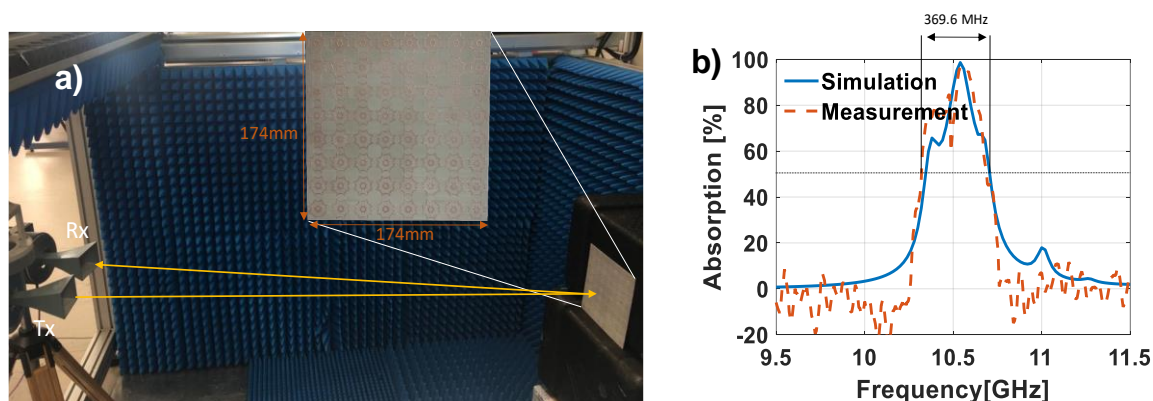 a)
174mm
174mm
Rx
Tx
369.6 MHz
b)
Absorption [%]
100
80
60
40
20
0
-20
Simulation
Measurement
9.5
10
10.5
11
11.5
Frequency[GHz]